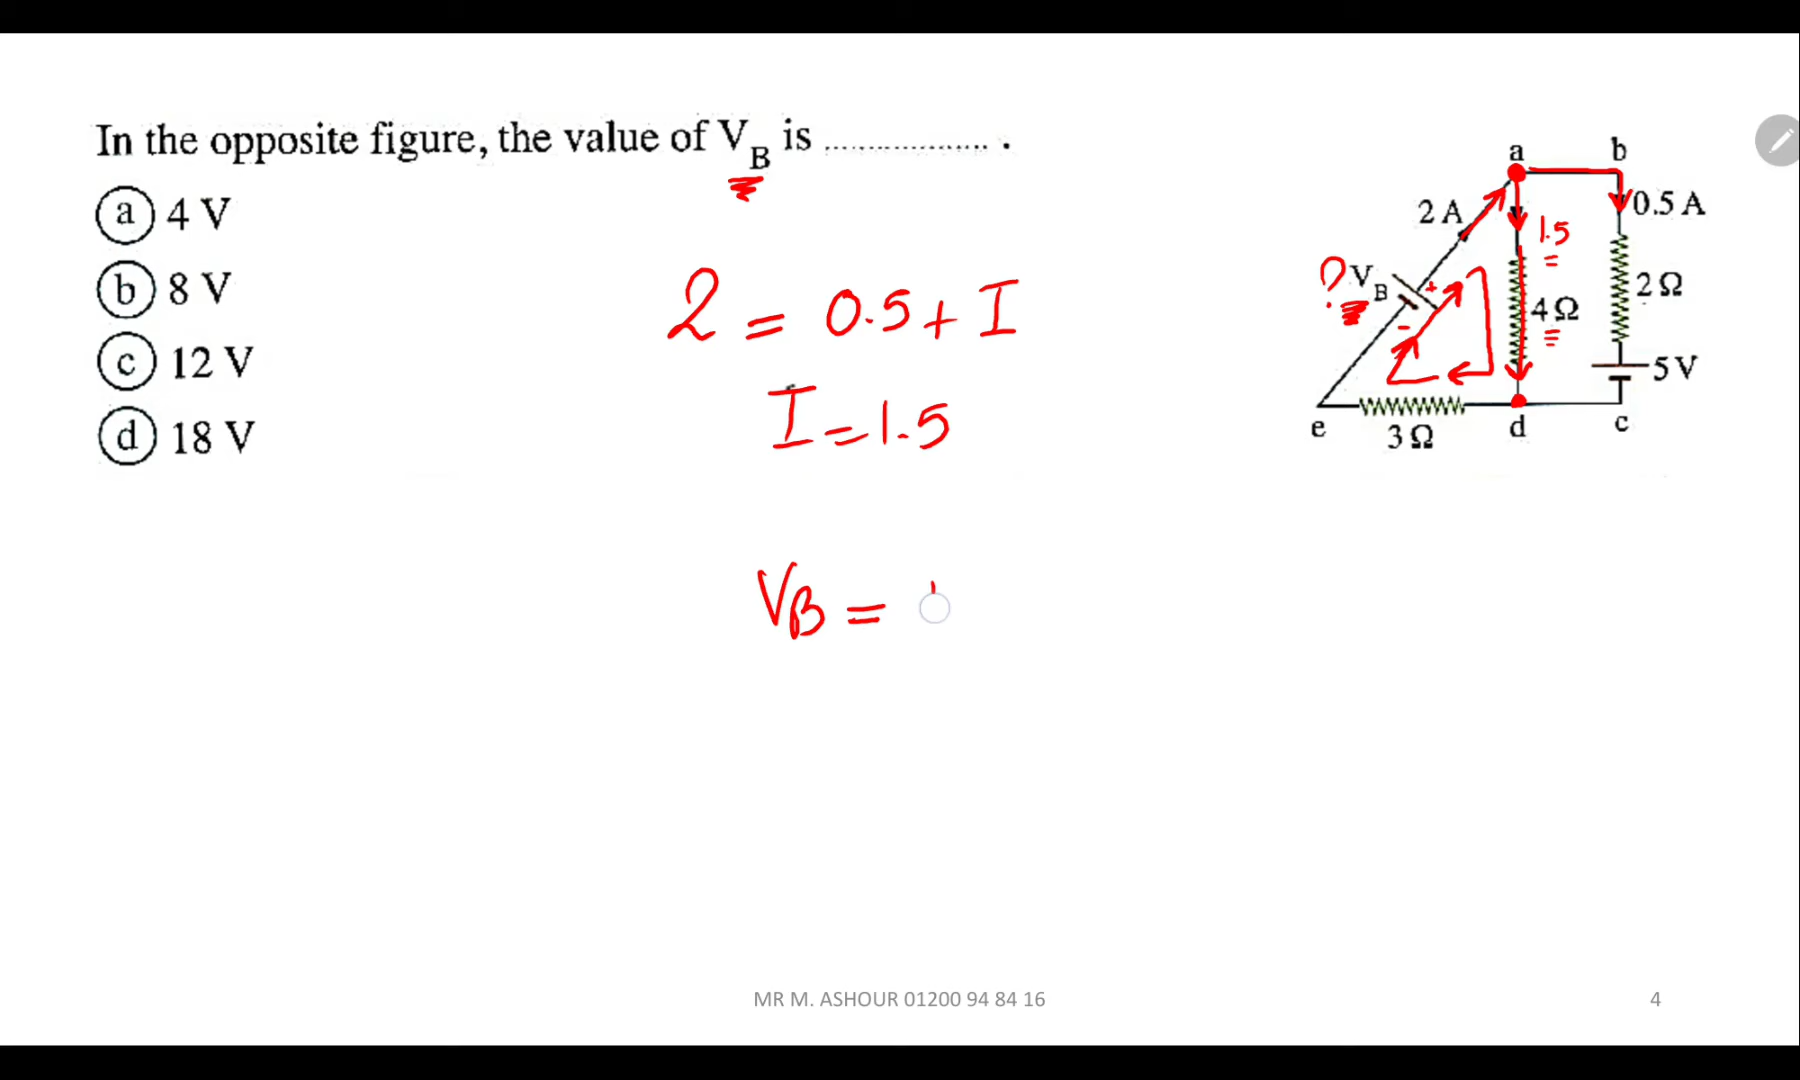 In the opposite figure, the value of V_B is .................. .
a 4 V
b 8 V
c 12 V
d 18 V
2 = 0.5 + I
I = 1.5
V_B =
a
b
2 A
0.5 A
1.5
? V_B
+
-
4 Ω
2 Ω
5 V
e
3 Ω
d
c
MR M. ASHOUR 01200 94 84 16
4